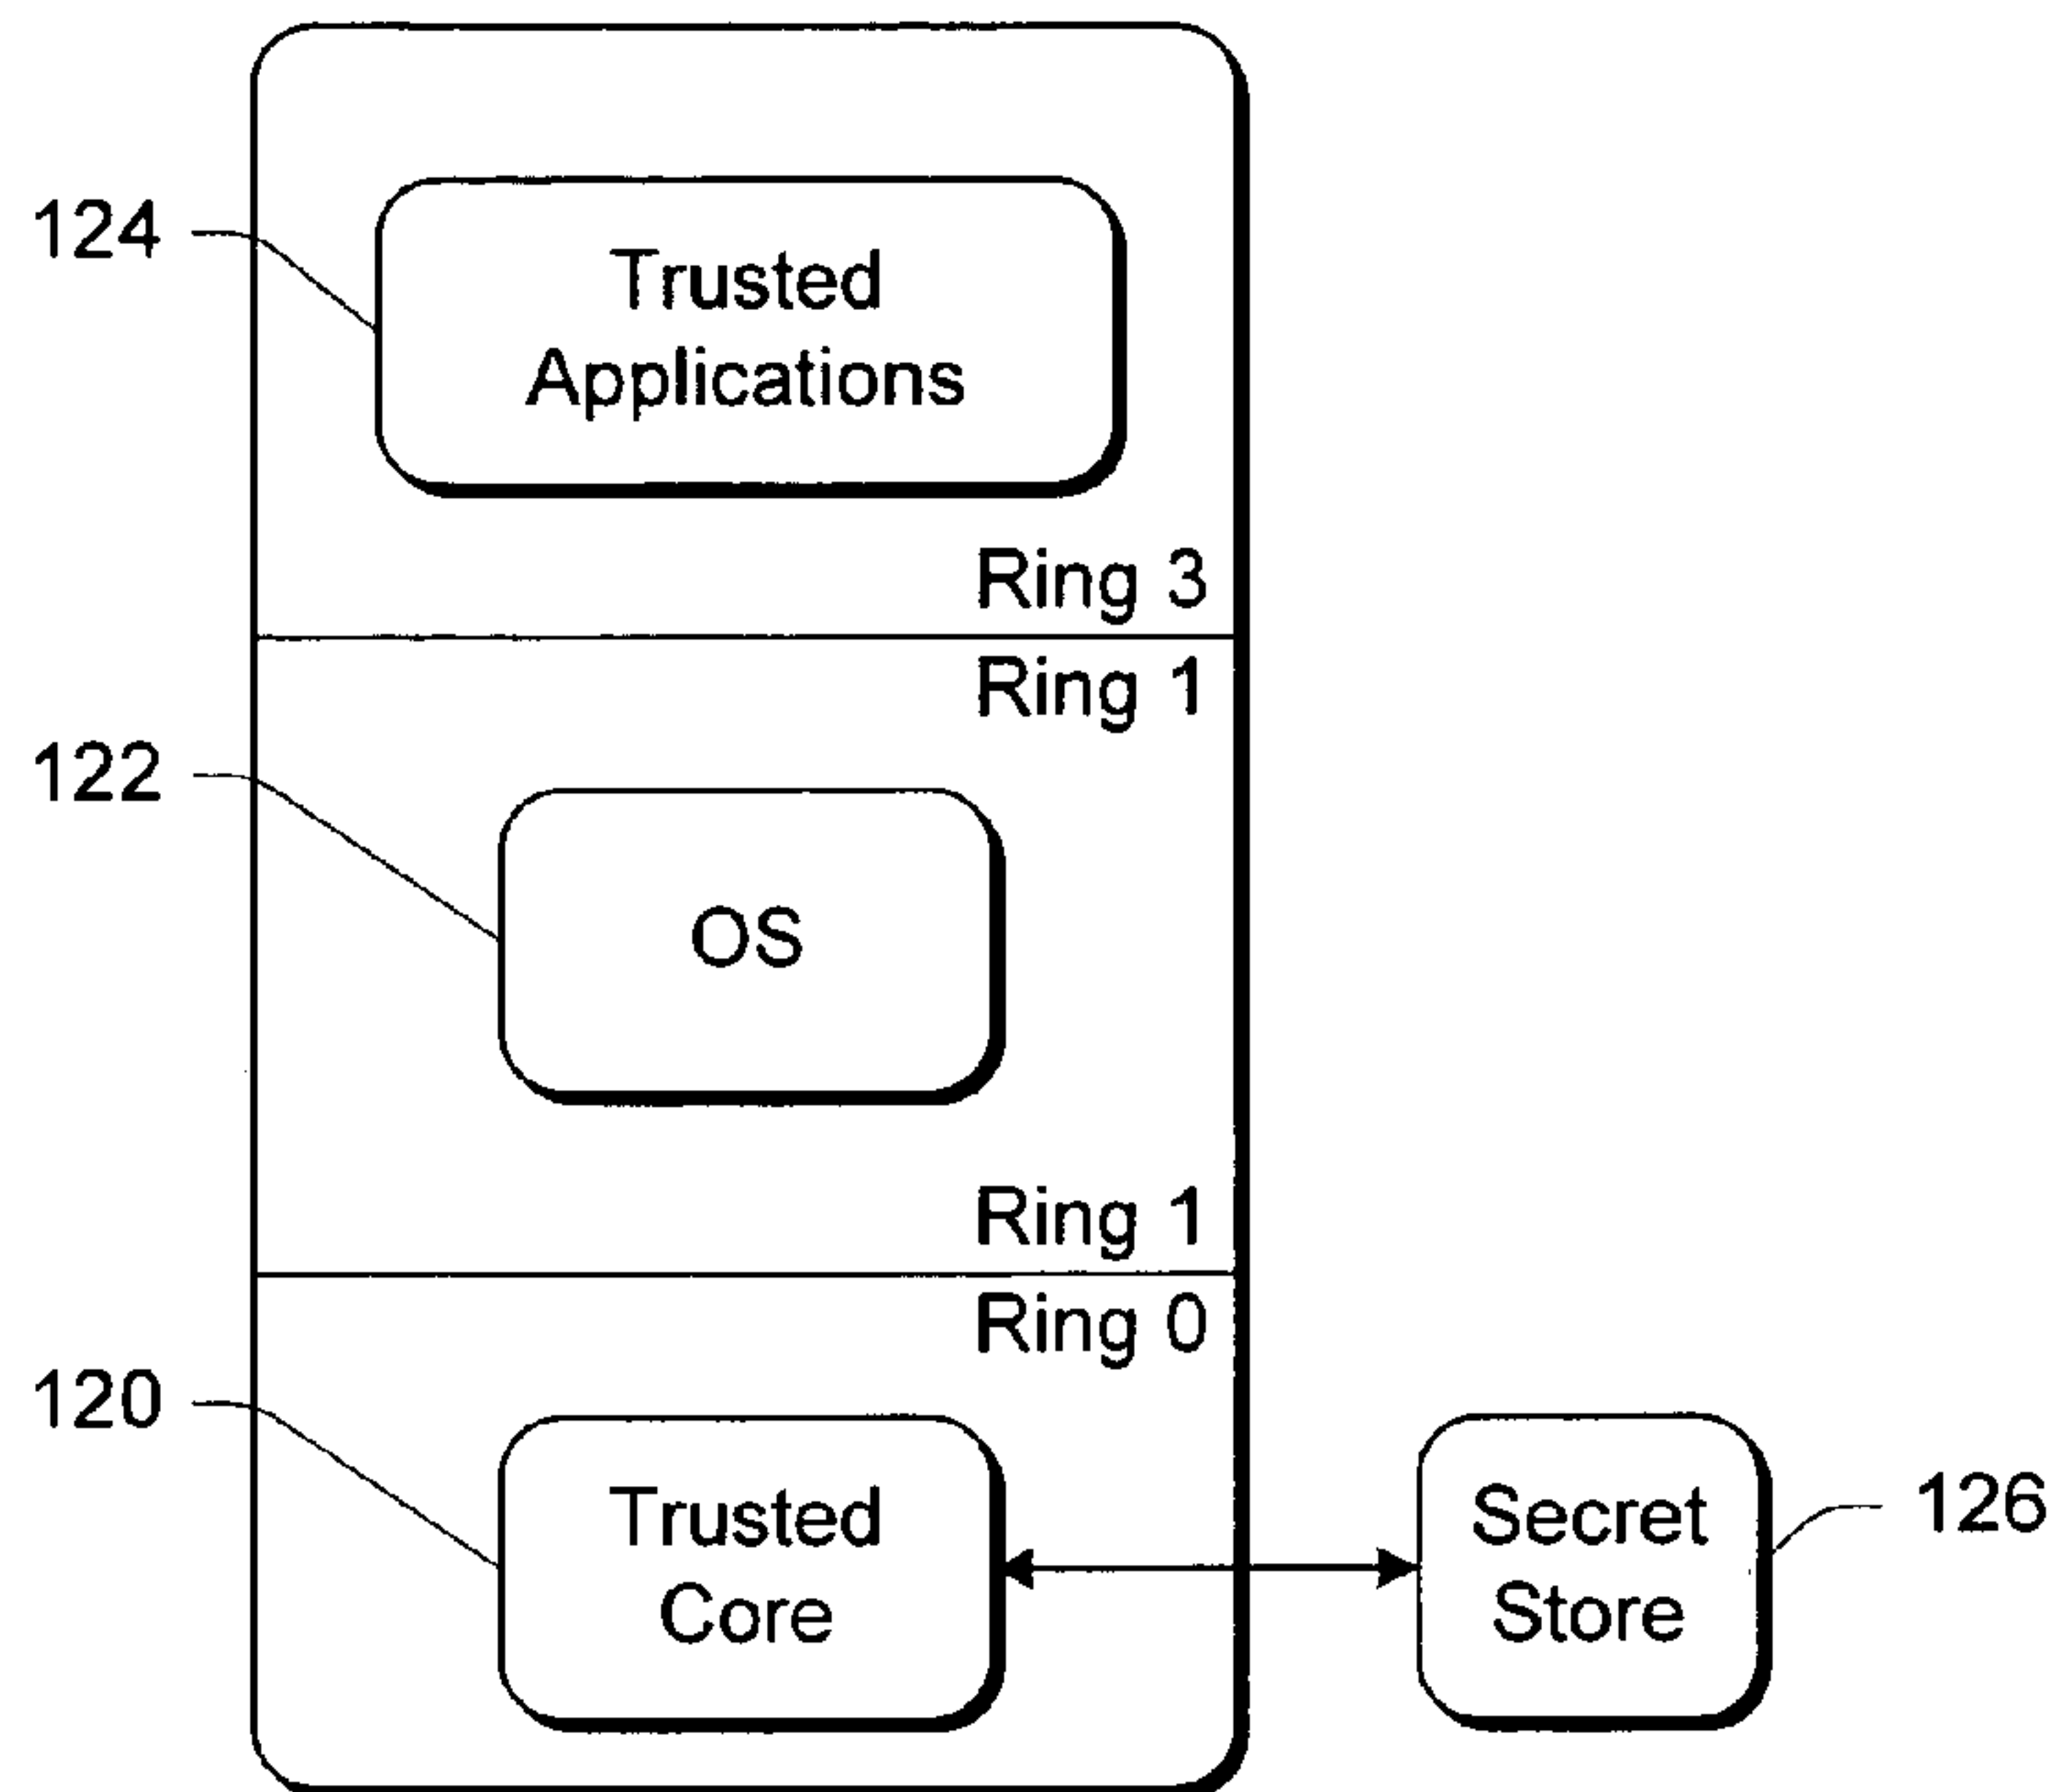 124
Trusted
Applications
Ring 3
Ring 1
122
OS
Ring 1
Ring 0
120
Trusted
Core
Secret
Store
126